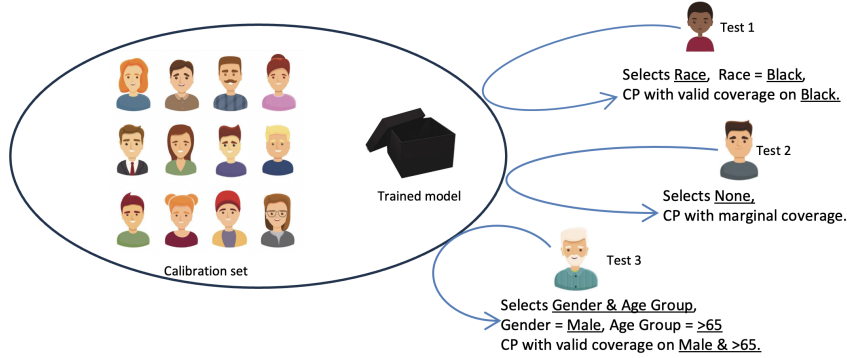 Test 1
Selects Race, Race = Black,
CP with valid coverage on Black.
Test 2
Trained model
Selects None,
CP with marginal coverage.
Test 3
Calibration set
Selects Gender & Age Group,
Gender = Male, Age Group = >65
CP with valid coverage on Male & >65.